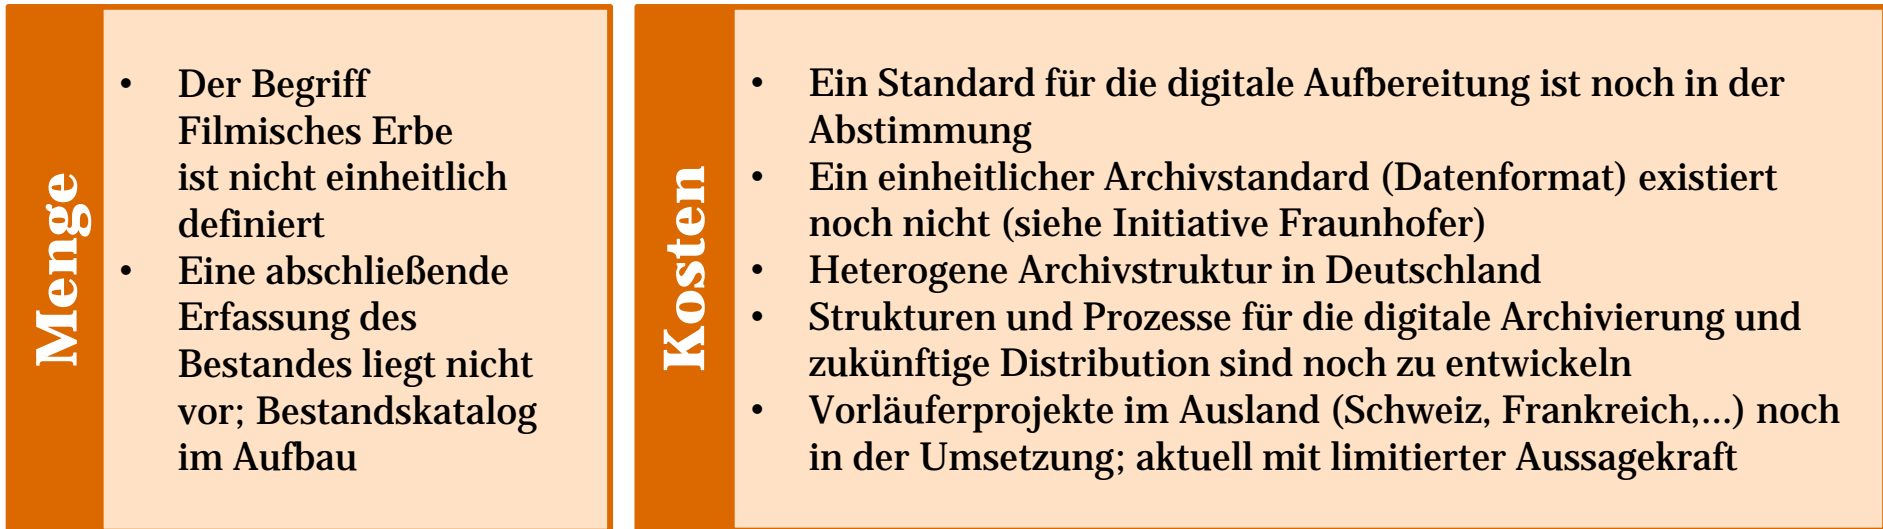 Menge
• Der Begriff
Filmisches Erbe
ist nicht einheitlich
definiert
• Eine abschließende
Erfassung des
Bestandes liegt nicht
vor; Bestandskatalog
im Aufbau
Kosten
• Ein Standard für die digitale Aufbereitung ist noch in der
Abstimmung
• Ein einheitlicher Archivstandard (Datenformat) existiert
noch nicht (siehe Initiative Fraunhofer)
• Heterogene Archivstruktur in Deutschland
• Strukturen und Prozesse für die digitale Archivierung und
zukünftige Distribution sind noch zu entwickeln
• Vorläuferprojekte im Ausland (Schweiz, Frankreich,...) noch
in der Umsetzung; aktuell mit limitierter Aussagekraft